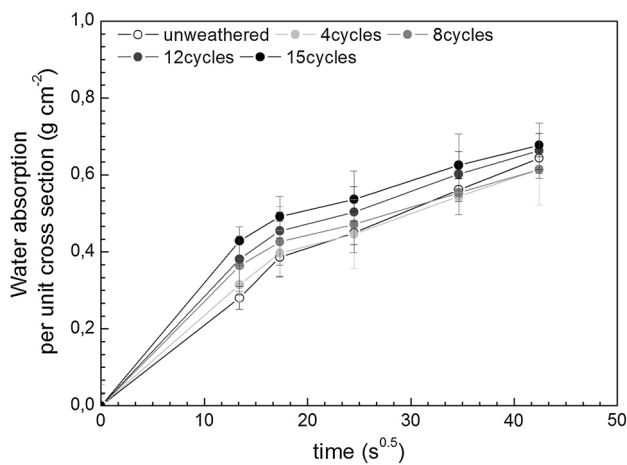 unweathered 4cycles 8cycles
12cycles 15cycles
Water absorption
per unit cross section (g cm-2)
1,0
0,8
0,6
0,4
0,2
0,0
0 10 20 30 40 50
time (s0.5)